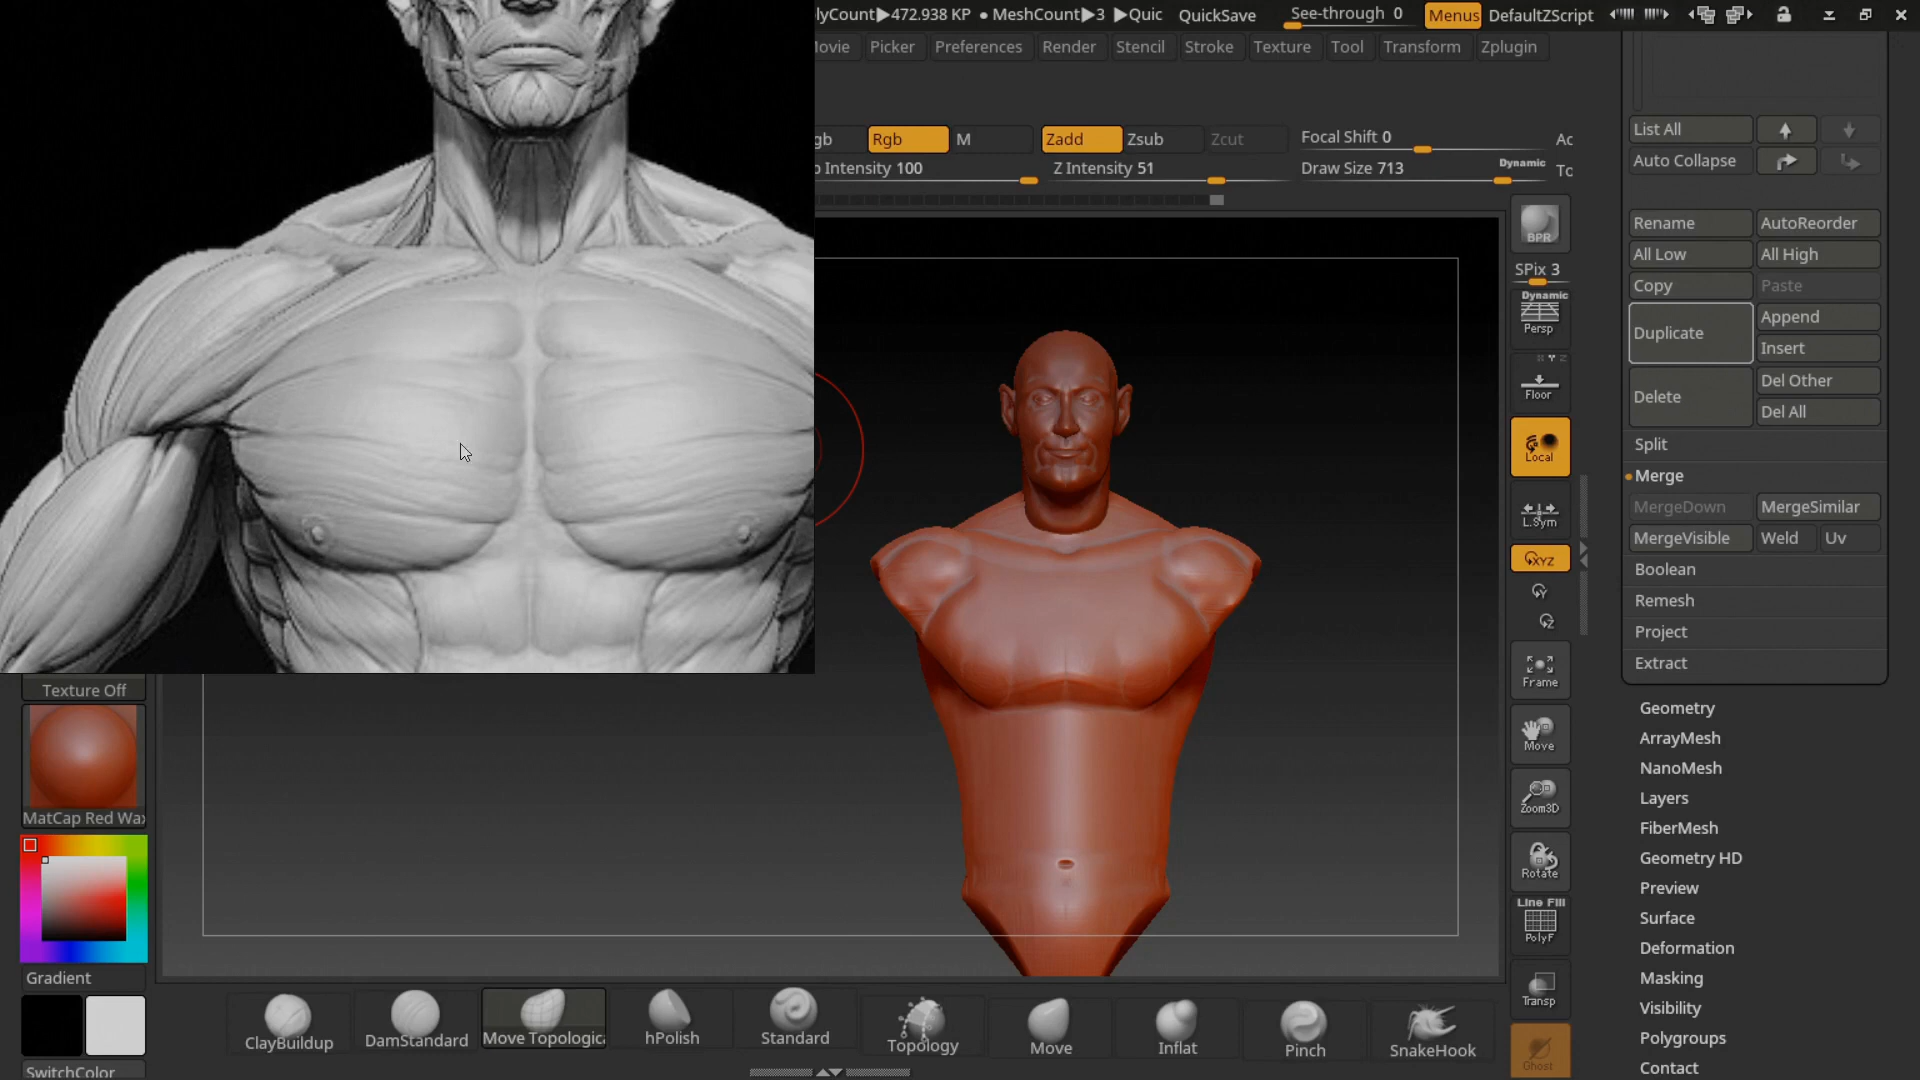 lyCount▶472.938 KP • MeshCount▶3 ▶Quic QuickSave See-through 0 Menus DefaultZScript
ovie Picker Preferences Render Stencil Stroke Texture Tool Transform Zplugin
gb Rgb M Zadd Zsub Zcut Focal Shift 0 Ac
Intensity 100 Z Intensity 51 Draw Size 713 Dynamic To
BPR
SPix 3
Dynamic
Persp
Floor
Local
L.Sym
XYZ
Y
Z
Frame
Move
Zoom3D
Rotate
Line Fill
PolyF
Transp
Ghost
List All
Auto Collapse
Rename AutoReorder
All Low All High
Copy Paste
Duplicate Append
Insert
Delete Del Other
Del All
Split
Merge
MergeDown MergeSimilar
MergeVisible Weld Uv
Boolean
Remesh
Project
Extract
Geometry
ArrayMesh
NanoMesh
Layers
FiberMesh
Geometry HD
Preview
Surface
Deformation
Masking
Visibility
Polygroups
Contact
Texture Off
MatCap Red Wax
Gradient
SwitchColor
ClayBuildup DamStandard Move Topologica hPolish Standard Topology Move Inflat Pinch SnakeHook